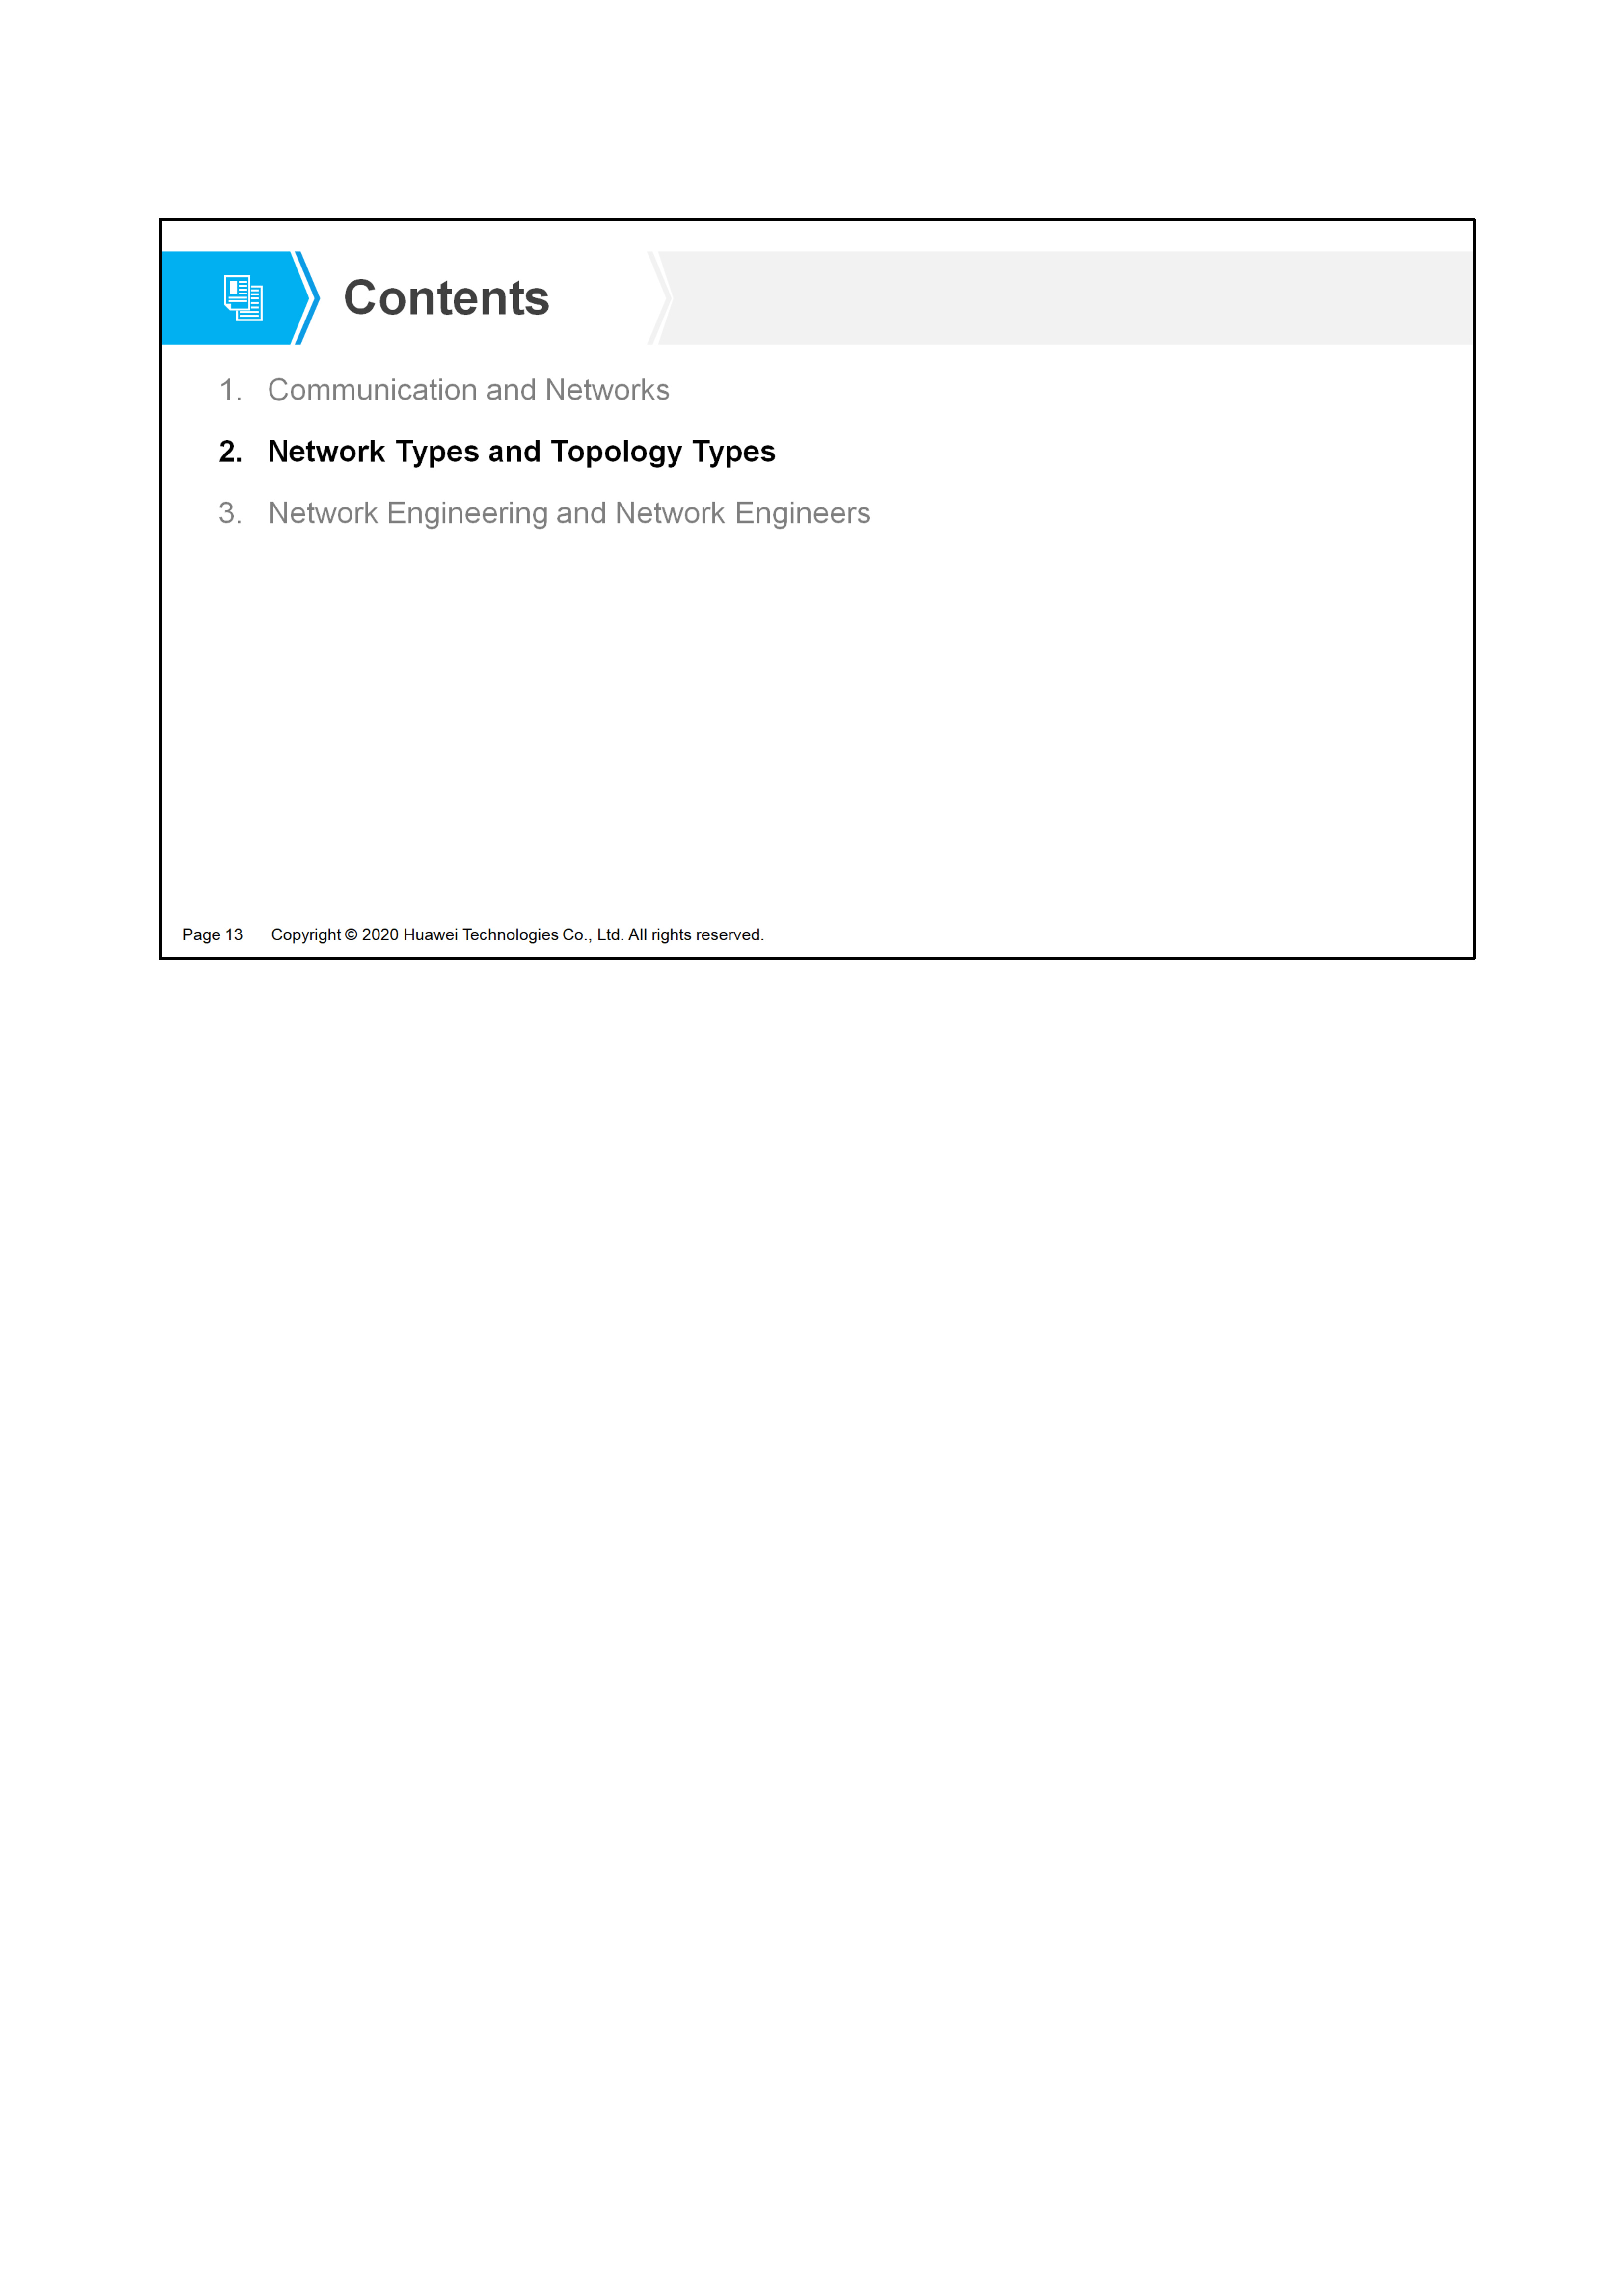 Contents
1. Communication and Networks
2. Network Types and Topology Types
3. Network Engineering and Network Engineers
Page 13 Copyright © 2020 Huawei Technologies Co., Ltd. All rights reserved.